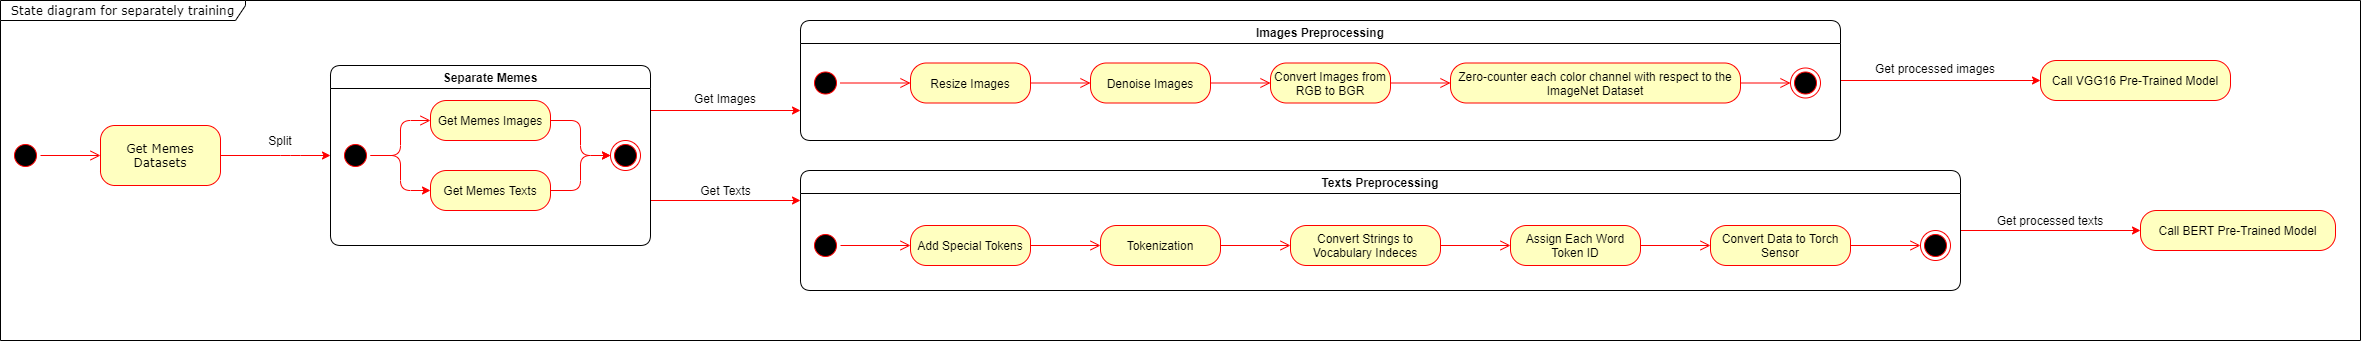 State diagram for separately training
Get Memes
Datasets
Split
Separate Memes
Get Memes Images
Get Memes Texts
Get Images
Get Texts
Images Preprocessing
Resize Images
Denoise Images
Convert Images from
RGB to BGR
Zero-counter each color channel with respect to the
ImageNet Dataset
Get processed images
Call VGG16 Pre-Trained Model
Texts Preprocessing
Add Special Tokens
Tokenization
Convert Strings to
Vocabulary Indeces
Assign Each Word
Token ID
Convert Data to Torch
Sensor
Get processed texts
Call BERT Pre-Trained Model